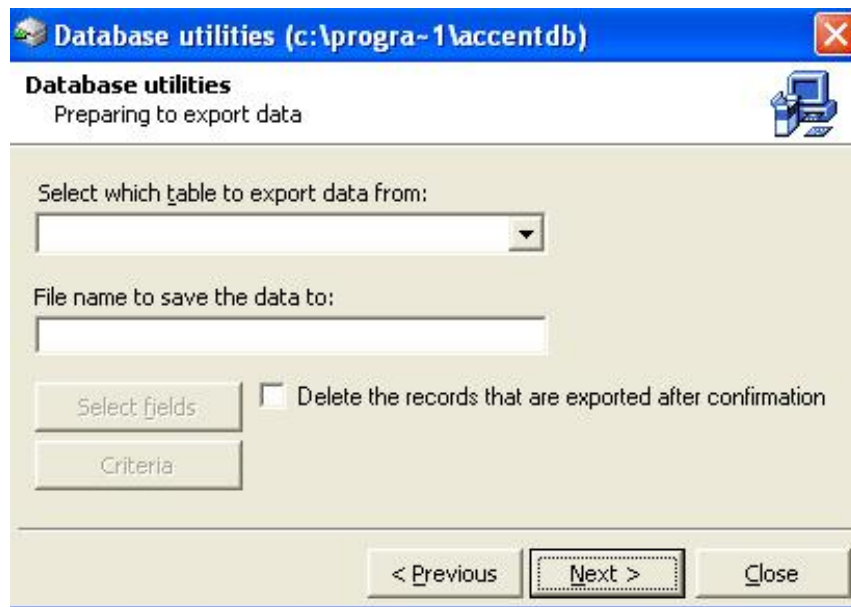 Database utilities (c:\progra~1\accentdb)
Database utilities
Preparing to export data
Select which table to export data from:
File name to save the data to:
Select fields
Delete the records that are exported after confirmation
Criteria
< Previous
Next >
Close